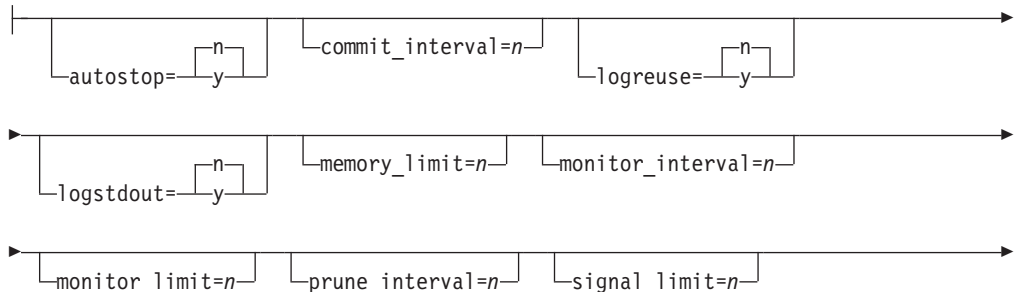 n n
autostop= y commit_interval=n logreuse= y
n
logstdout= y memory_limit=n monitor_interval=n
monitor_limit=n prune_interval=n signal_limit=n